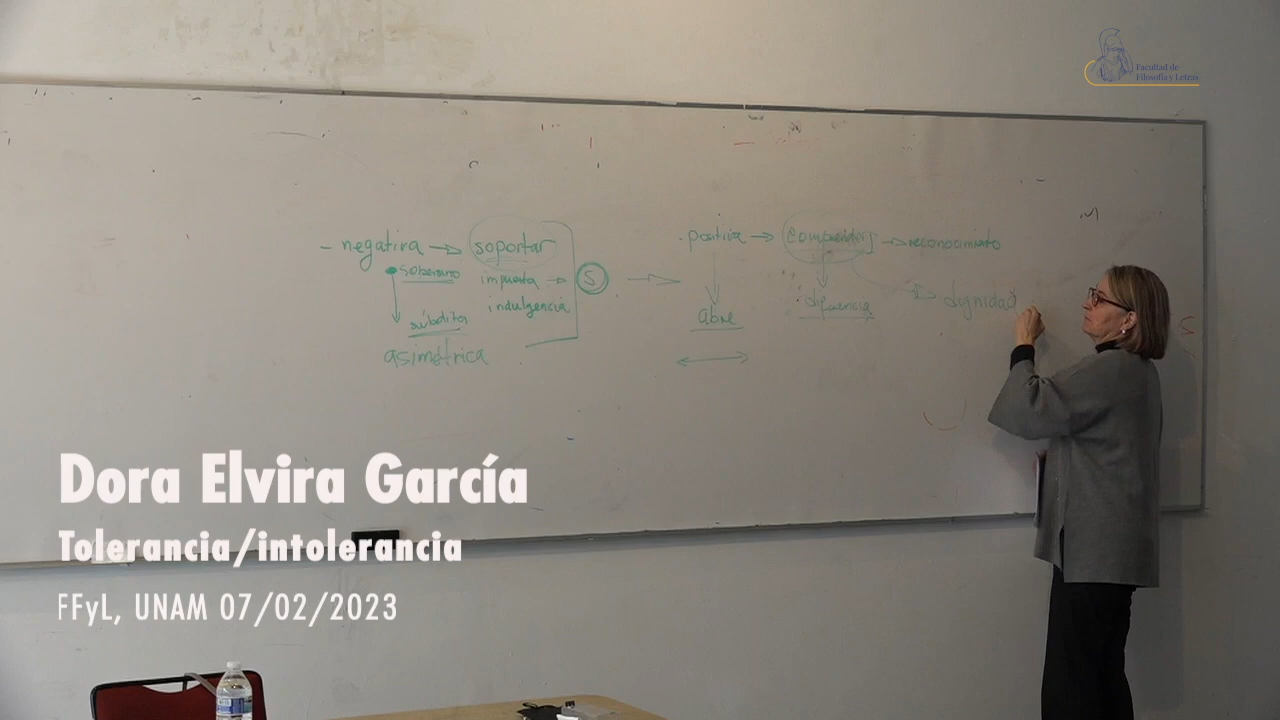 Facultad de
Filosofía y Letras
- negativa → soportar
soberano impuesta → S →
indulgencia
súbdito
asimétrica
. positiva → comprender → reconocimiento
abre diferencia dignidad
Dora Elvira García
Tolerancia/intolerancia
FFyL, UNAM 07/02/2023